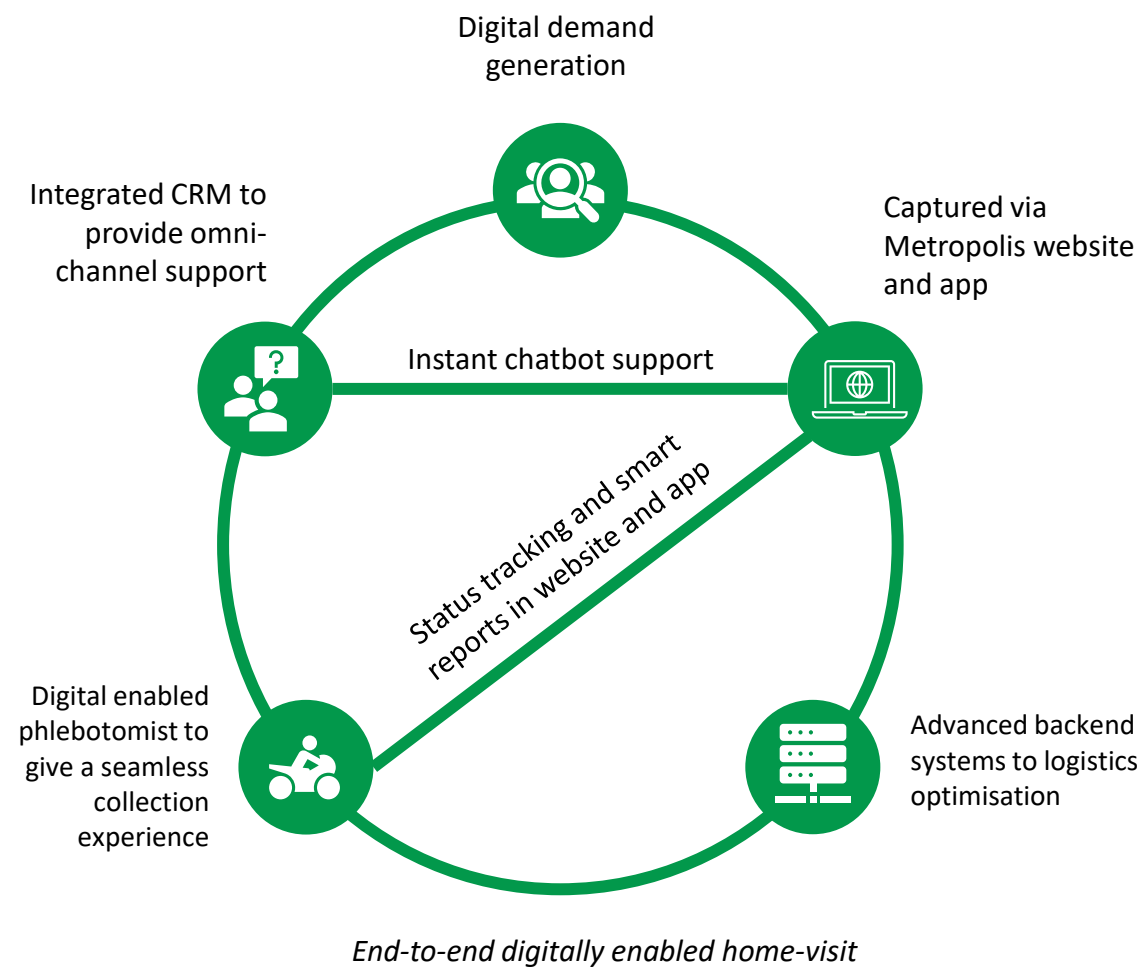 Digital demand
generation
Integrated CRM to
provide omni-
channel support
Captured via
Metropolis website
and app
?
Instant chatbot support
Status tracking and smart
reports in website and app
Digital enabled
phlebotomist to
give a seamless
collection
experience
Advanced backend
systems to logistics
optimisation
End-to-end digitally enabled home-visit